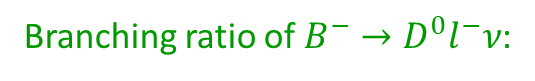 Branching ratio of B⁻ → D⁰l⁻ν: